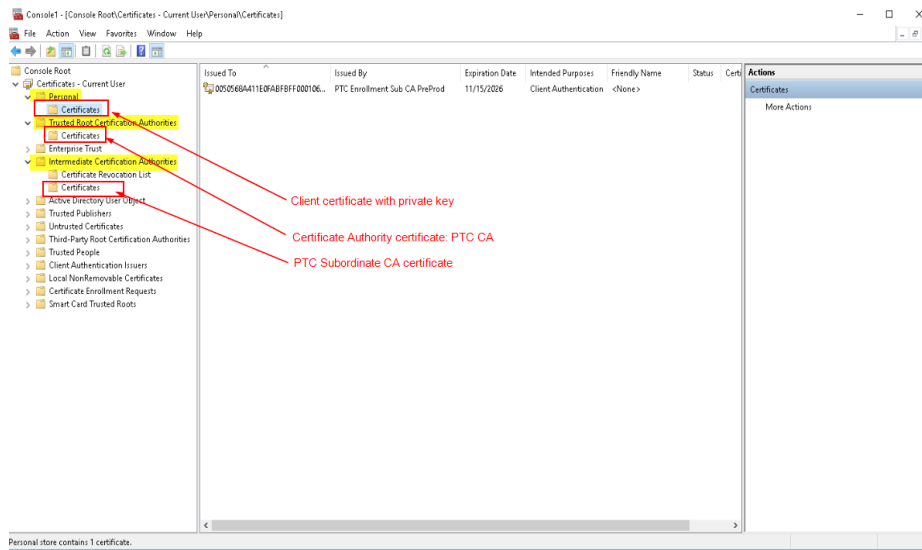 Console1 - [Console Root\Certificates - Current User\Personal\Certificates]
File Action View Favorites Window Help
Console Root
Certificates - Current User
Personal
Certificates
Trusted Root Certification Authorities
Certificates
Enterprise Trust
Intermediate Certification Authorities
Certificate Revocation List
Certificates
Active Directory User Object
Trusted Publishers
Untrusted Certificates
Third-Party Root Certification Authorities
Trusted People
Client Authentication Issuers
Local NonRemovable Certificates
Certificate Enrollment Requests
Smart Card Trusted Roots
Issued To Issued By Expiration Date Intended Purposes Friendly Name Status Certi
0050568A411E0FABFBFF000106... PTC Enrollment Sub CA PreProd 11/15/2026 Client Authentication <None>
Client certificate with private key
Certificate Authority certificate: PTC CA
PTC Subordinate CA certificate
Actions
Certificates
More Actions
Personal store contains 1 certificate.